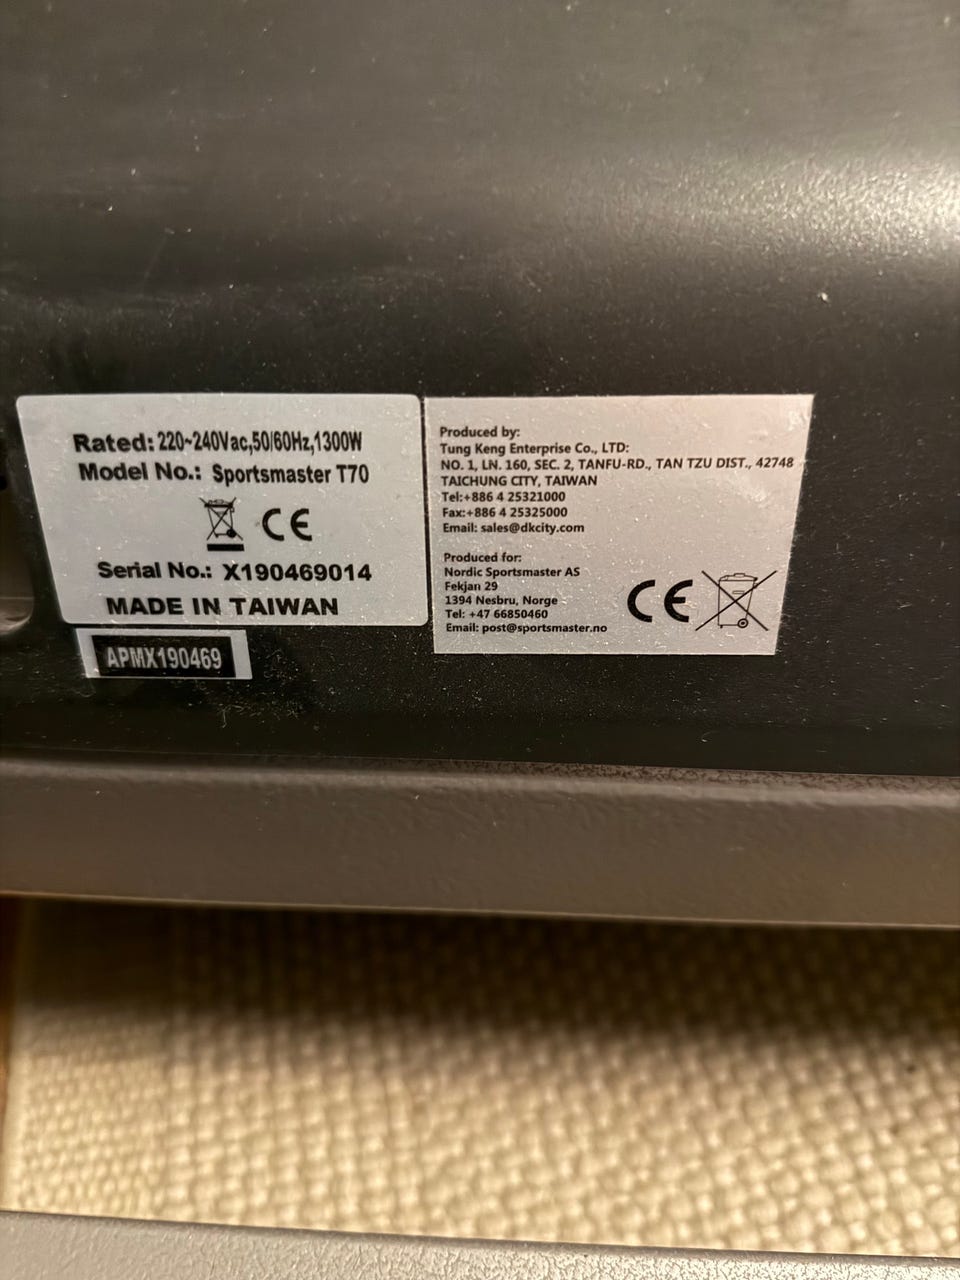 Rated: 220~240Vac,50/60Hz,1300W
Model No.: Sportsmaster T70
CE
Serial No.: X190469014
MADE IN TAIWAN
APMX190469
Produced by:
Tung Keng Enterprise Co., LTD:
NO. 1, LN. 160, SEC. 2, TANFU-RD., TAN TZU DIST., 42748
TAICHUNG CITY, TAIWAN
Tel:+886 4 25321000
Fax:+886 4 25325000
Email: sales@dkcity.com
Produced for:
Nordic Sportsmaster AS
Fekjan 29
1394 Nesbru, Norge
Tel: +47 66850460
Email: post@sportsmaster.no
CE